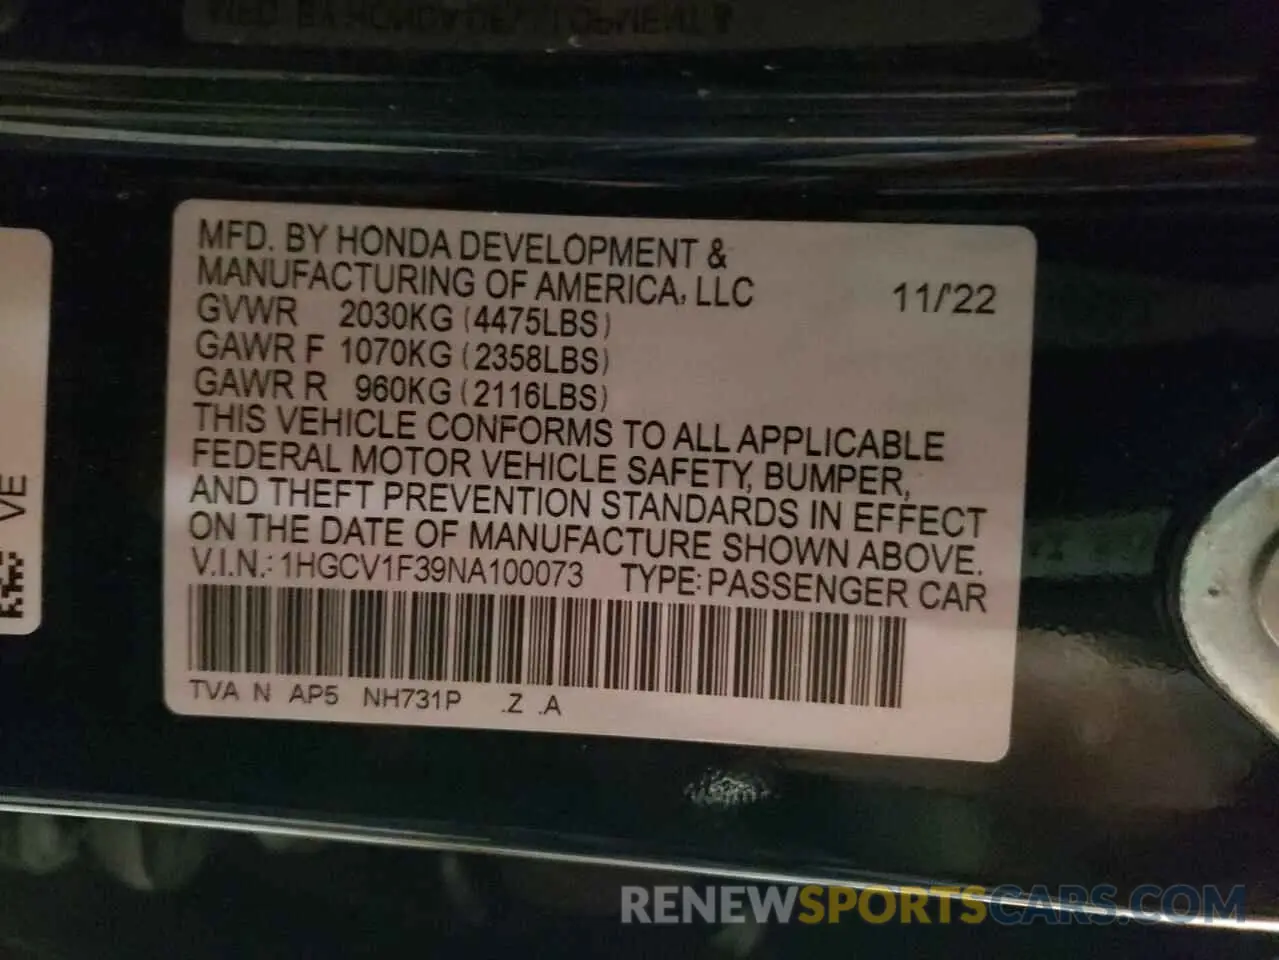 MFD. BY HONDA DEVELOPMENT &
MANUFACTURING OF AMERICA, LLC
11/'22
GVWR 2030KG (4475LBS)
GAWR F 1070KG (2358LBS)
GAWR R 960KG (2116LBS)
THIS VEHICLE CONFORMS TO ALL APPLICABLE
FEDERAL MOTOR VEHICLE SAFETY, BUMPER,
AND THEFT PREVENTION STANDARDS IN EFFECT
ON THE DATE OF MANUFACTURE SHOWN ABOVE.
V.I.N.: 1HGCV1F39NA100073 TYPE: PASSENGER CAR
TVA N AP5 NH731P .Z .A
VE
RENEWSPORTSCARS.COM